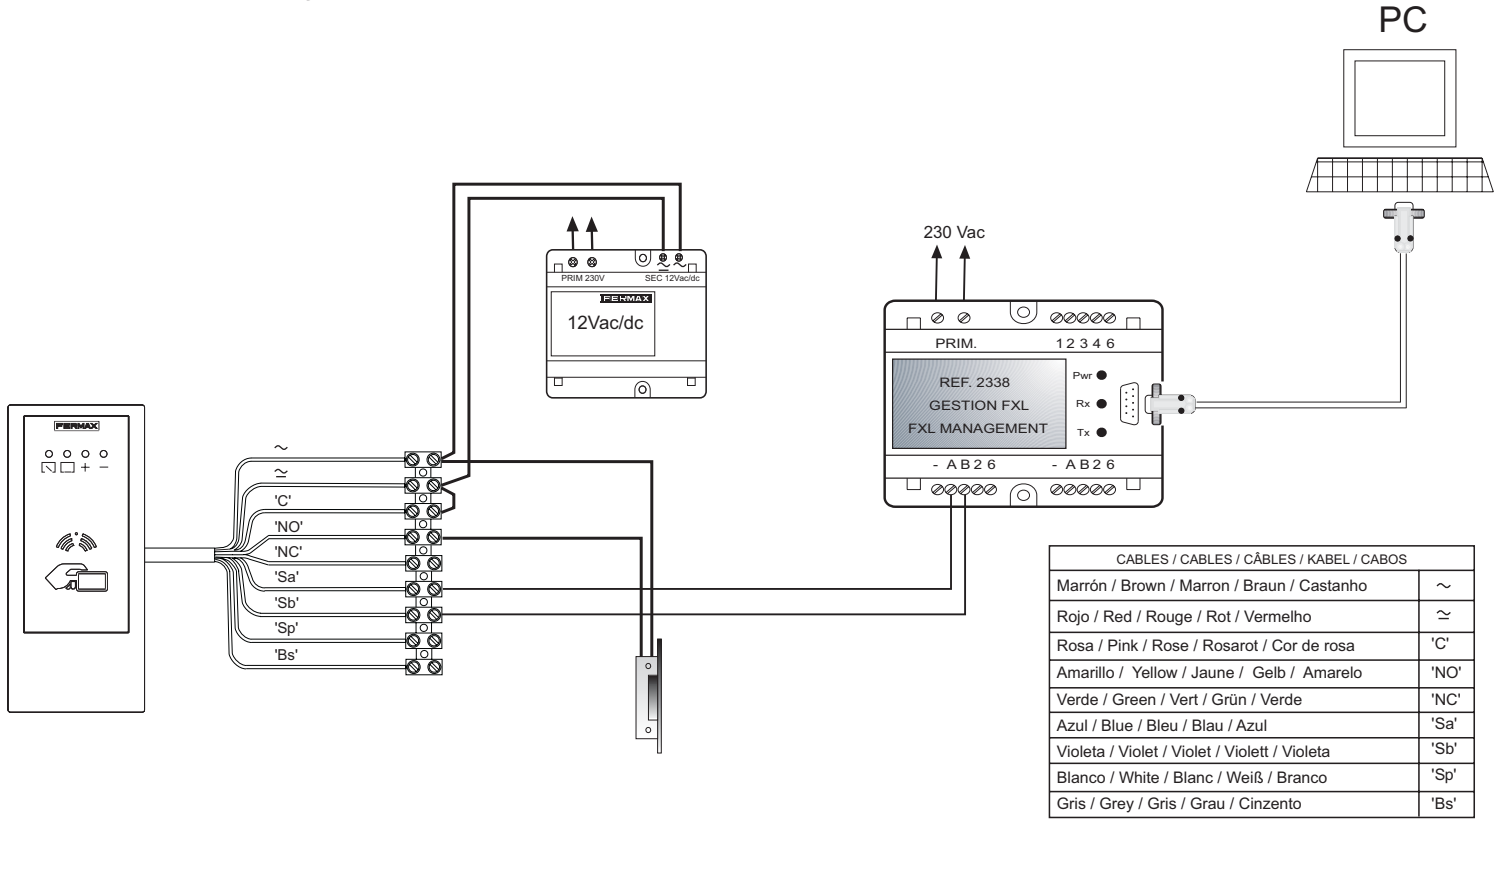 PC
230 Vac
PRIM 230V
SEC 12Vac/dc
FERMAX
12Vac/dc
PRIM.
1 2 3 4 6
REF. 2338
GESTION FXL
FXL MANAGEMENT
Pwr
Rx
Tx
- A B 2 6
- A B 2 6
FERMAX
+ -
~
≃
'C'
'NO'
'NC'
'Sa'
'Sb'
'Sp'
'Bs'
CABLES / CABLES / CÂBLES / KABEL / CABOS
Marrón / Brown / Marron / Braun / Castanho ~
Rojo / Red / Rouge / Rot / Vermelho ≃
Rosa / Pink / Rose / Rosarot / Cor de rosa 'C'
Amarillo / Yellow / Jaune / Gelb / Amarelo 'NO'
Verde / Green / Vert / Grün / Verde 'NC'
Azul / Blue / Bleu / Blau / Azul 'Sa'
Violeta / Violet / Violet / Violett / Violeta 'Sb'
Blanco / White / Blanc / Weiß / Branco 'Sp'
Gris / Grey / Gris / Grau / Cinzento 'Bs'